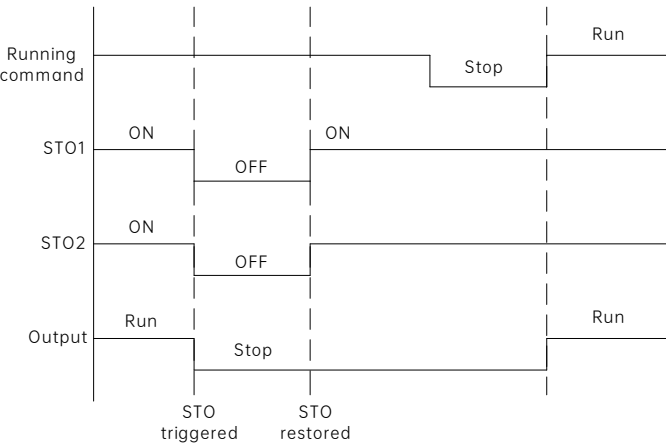 Run
Running
command
Stop
ON
ON
STO1
OFF
ON
STO2
OFF
Run
Run
Output
Stop
STO
triggered
STO
restored